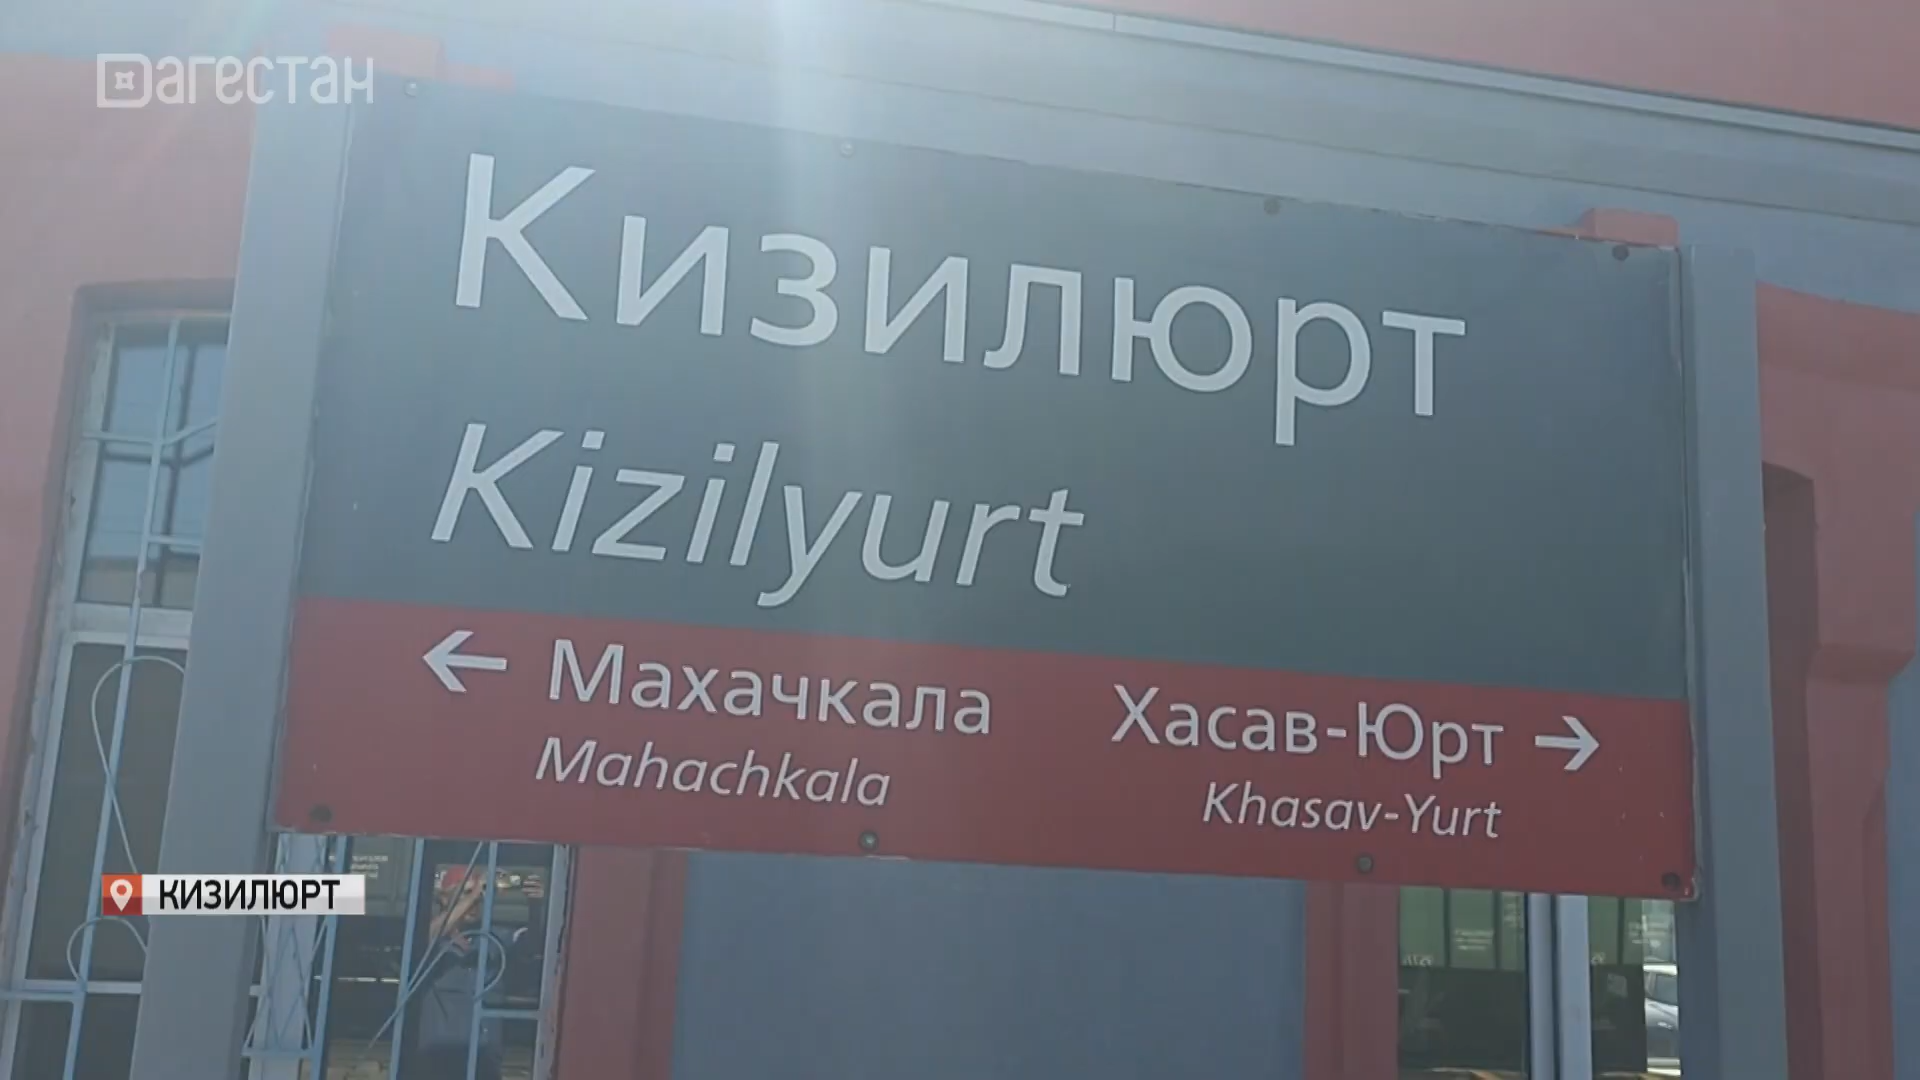 Дагестан
Кизилюрт
Kizilyurt
← Махачкала
Mahachkala
Хасав-Юрт →
Khasav-Yurt
КИЗИЛЮРТ